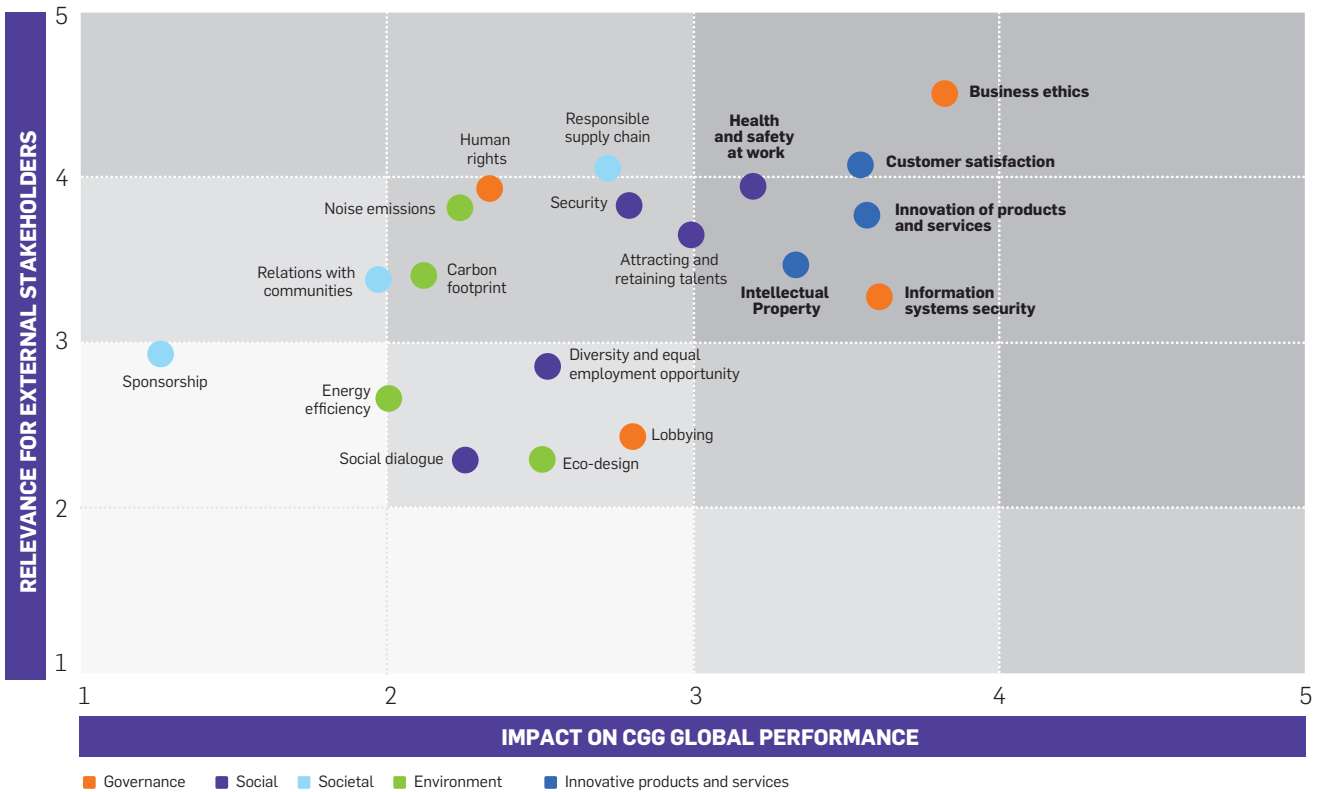 RELEVANCE FOR EXTERNAL STAKEHOLDERS
5
4
3
2
1
Business ethics
Responsible
supply chain
Health
and safety
at work
Human
rights
Customer satisfaction
Noise emissions
Security
Innovation of products
and services
Attracting and
retaining talents
Relations with
communities
Carbon
footprint
Intellectual
Property
Information
systems security
Sponsorship
Diversity and equal
employment opportunity
Energy
efficiency
Lobbying
Social dialogue
Eco-design
1
2
3
4
5
IMPACT ON CGG GLOBAL PERFORMANCE
Governance
Social
Societal
Environment
Innovative products and services